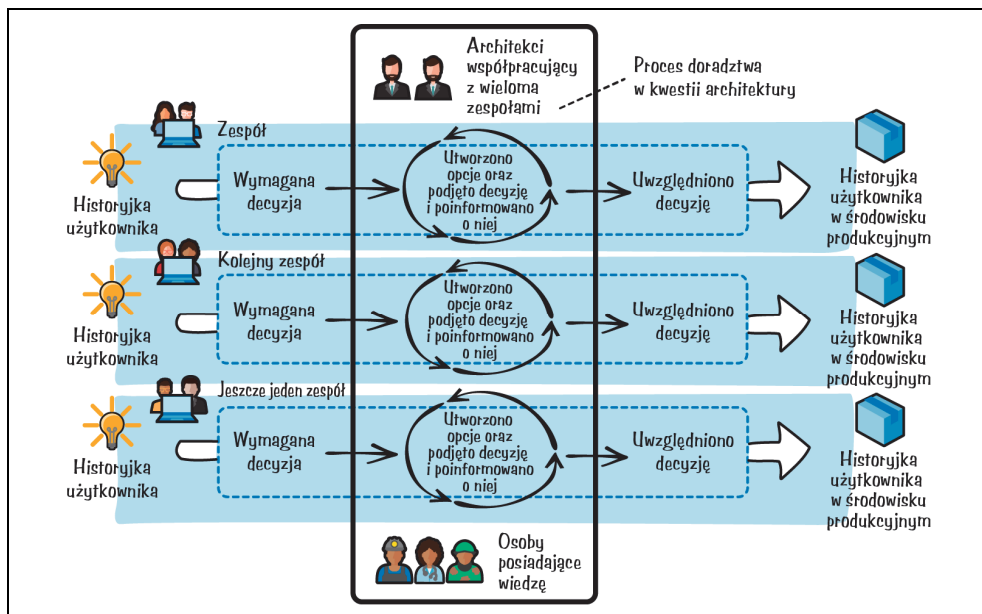 Architekci
współpracujący
z wieloma
zespołami
Proces doradztwa
w kwestii architektury
Zespół
Historyjka
użytkownika
Wymagana
decyzja
Utworzono
opcje oraz
podjęto decyzję
i poinformowano
o niej
Uwzględniono
decyzję
Historyjka
użytkownika
w środowisku
produkcyjnym
Kolejny zespół
Historyjka
użytkownika
Wymagana
decyzja
Utworzono
opcje oraz
podjęto decyzję
i poinformowano
o niej
Uwzględniono
decyzję
Historyjka
użytkownika
w środowisku
produkcyjnym
Jeszcze jeden zespół
Historyjka
użytkownika
Wymagana
decyzja
Utworzono
opcje oraz
podjęto decyzję
i poinformowano
o niej
Uwzględniono
decyzję
Historyjka
użytkownika
w środowisku
produkcyjnym
Osoby
posiadające
wiedzę